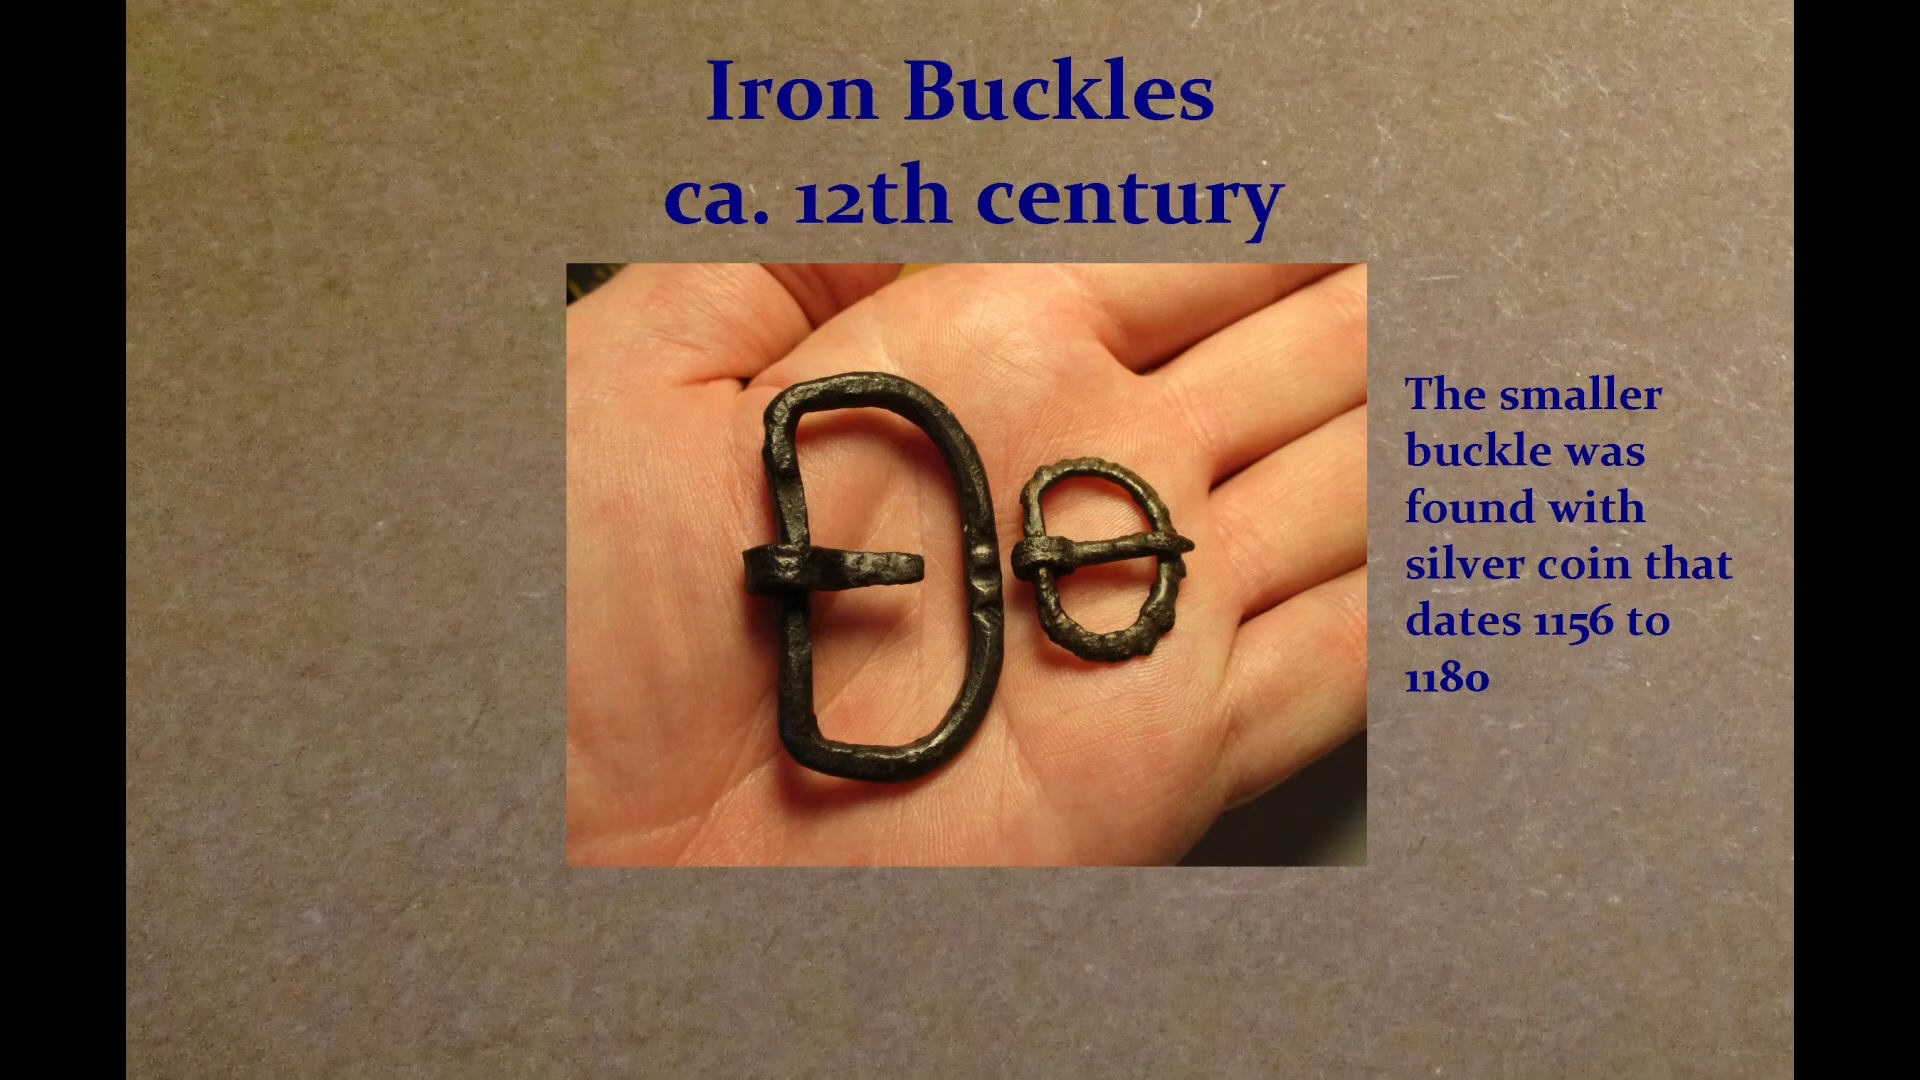 Iron Buckles
ca. 12th century
The smaller
buckle was
found with
silver coin that
dates 1156 to
1180